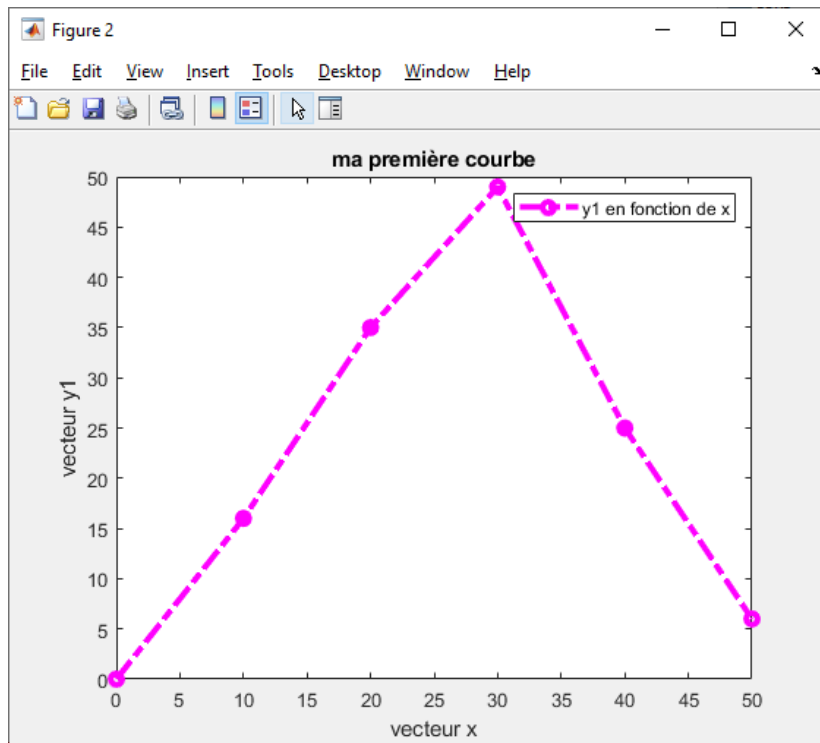 Figure 2
File Edit View Insert Tools Desktop Window Help
ma première courbe
y1 en fonction de x
50
45
40
35
30
25
20
15
10
5
0
vecteur y1
0 5 10 15 20 25 30 35 40 45 50
vecteur x